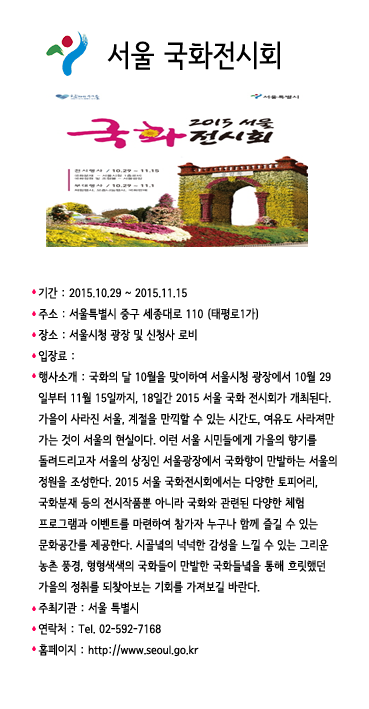 서울 국화전시회
서울특별시
2015 서울
국화 전시회
전시행사 / 10.29 ~ 11.15
부대행사 / 10.29 ~ 11.1
기간 : 2015.10.29 ~ 2015.11.15
주소 : 서울특별시 중구 세종대로 110 (태평로1가)
장소 : 서울시청 광장 및 신청사 로비
입장료 :
행사소개 : 국화의 달 10월을 맞이하여 서울시청 광장에서 10월 29
일부터 11월 15일까지, 18일간 2015 서울 국화 전시회가 개최된다.
가을이 사라진 서울, 계절을 만끽할 수 있는 시간도, 여유도 사라져만
가는 것이 서울의 현실이다. 이런 서울 시민들에게 가을의 향기를
돌려드리고자 서울의 상징인 서울광장에서 국화향이 만발하는 서울의
정원을 조성한다. 2015 서울 국화전시회에서는 다양한 토피어리,
국화분재 등의 전시작품뿐 아니라 국화와 관련된 다양한 체험
프로그램과 이벤트를 마련하여 참가자 누구나 함께 즐길 수 있는
문화공간를 제공한다. 시골녘의 넉넉한 감성을 느낄 수 있는 그리운
농촌 풍경, 형형색색의 국화들이 만발한 국화들녘을 통해 흐릿했던
가을의 정취를 되찾아보는 기회를 가져보길 바란다.
주최기관 : 서울 특별시
연락처 : Tel. 02-592-7168
홈페이지 : http://www.seoul.go.kr